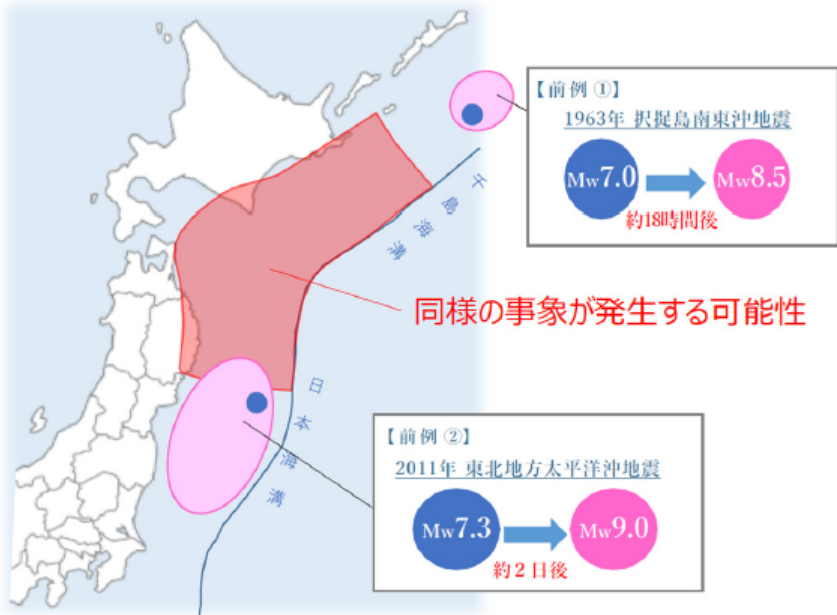 【前例 ①】
1963年 択捉島南東沖地震
Mw7.0
Mw8.5
約18時間後
千島海溝
同様の事象が発生する可能性
日本海溝
【前例 ②】
2011年 東北地方太平洋沖地震
Mw7.3
Mw9.0
約２日後